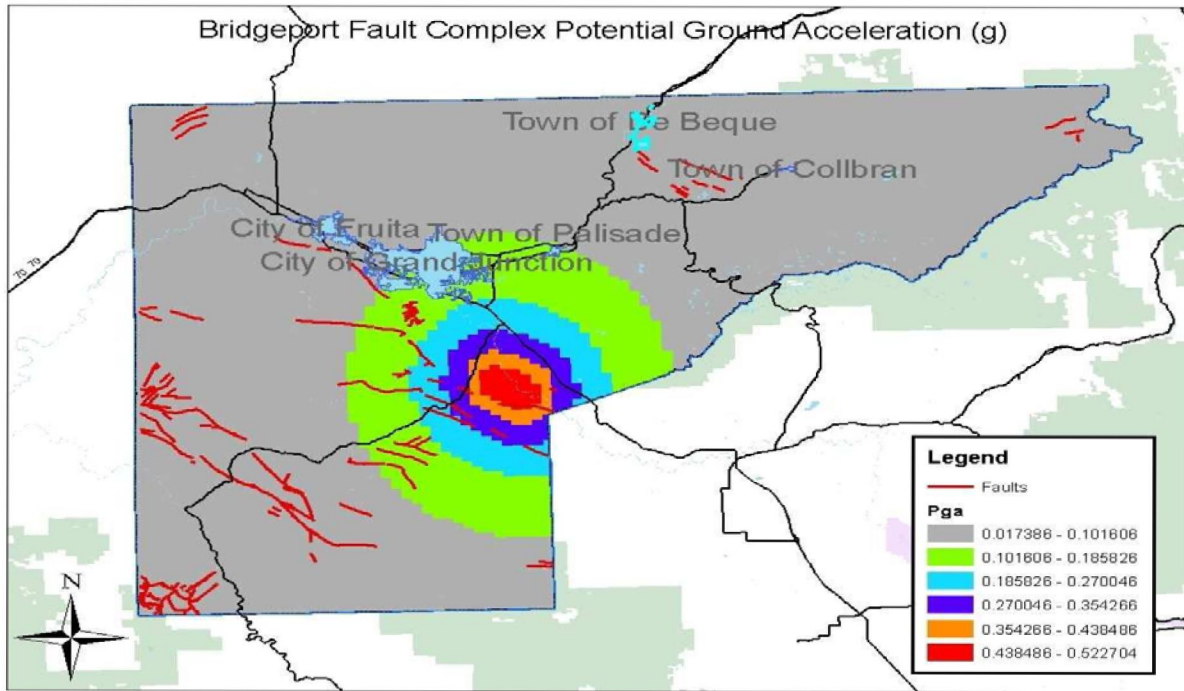 Bridgeport Fault Complex Potential Ground Acceleration (g)
Town of De Beque
Town of Collbran
City of Fruita
Town of Palisade
City of Grand Junction
70 70
Legend
Faults
Pga
0.017386 - 0.101606
0.101606 - 0.185826
0.185826 - 0.270046
0.270046 - 0.354266
0.354266 - 0.438486
0.438486 - 0.522704
N